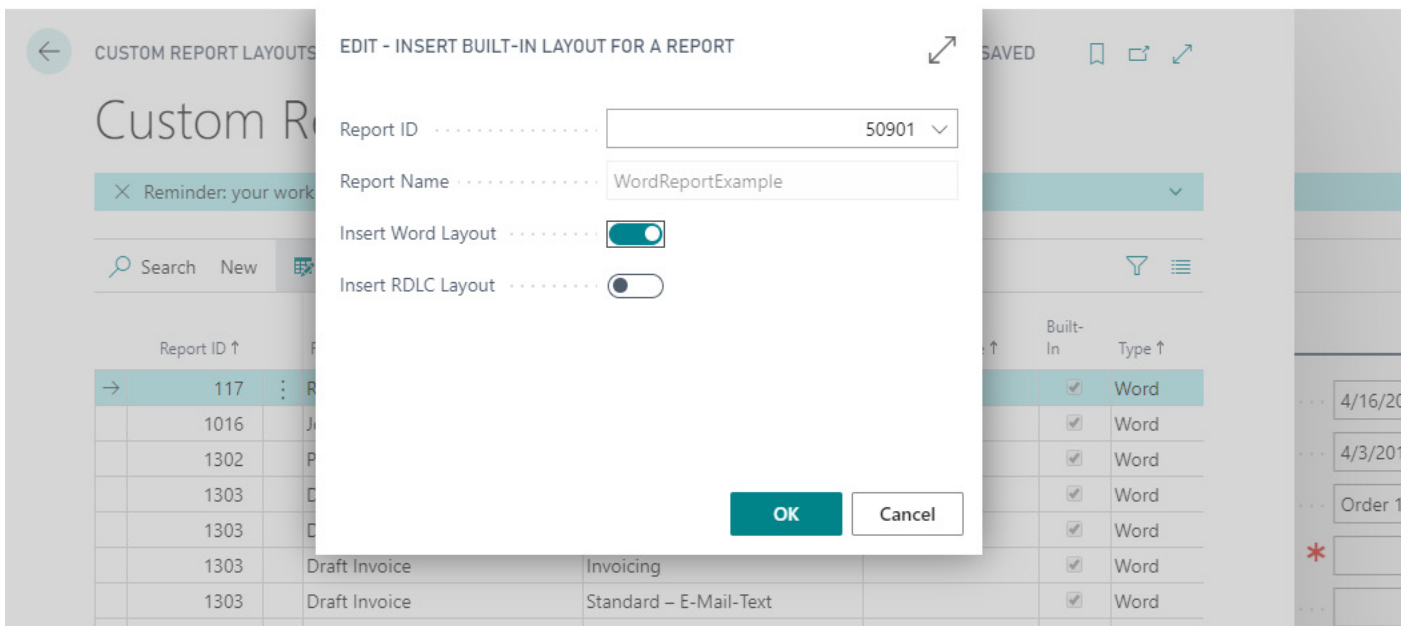 CUSTOM REPORT LAYOUTS
SAVED
Custom
Reminder: your work
Search New
Report ID ↑
↑
Built-In
Type ↑
→ 117 Word
1016 Word
1302 Word
1303 Word
1303 Word
1303 Draft Invoice Invoicing Word
1303 Draft Invoice Standard – E-Mail-Text Word
EDIT - INSERT BUILT-IN LAYOUT FOR A REPORT
Report ID 50901
Report Name WordReportExample
Insert Word Layout
Insert RDLC Layout
OK Cancel
4/16/20
4/3/201
Order 1
*